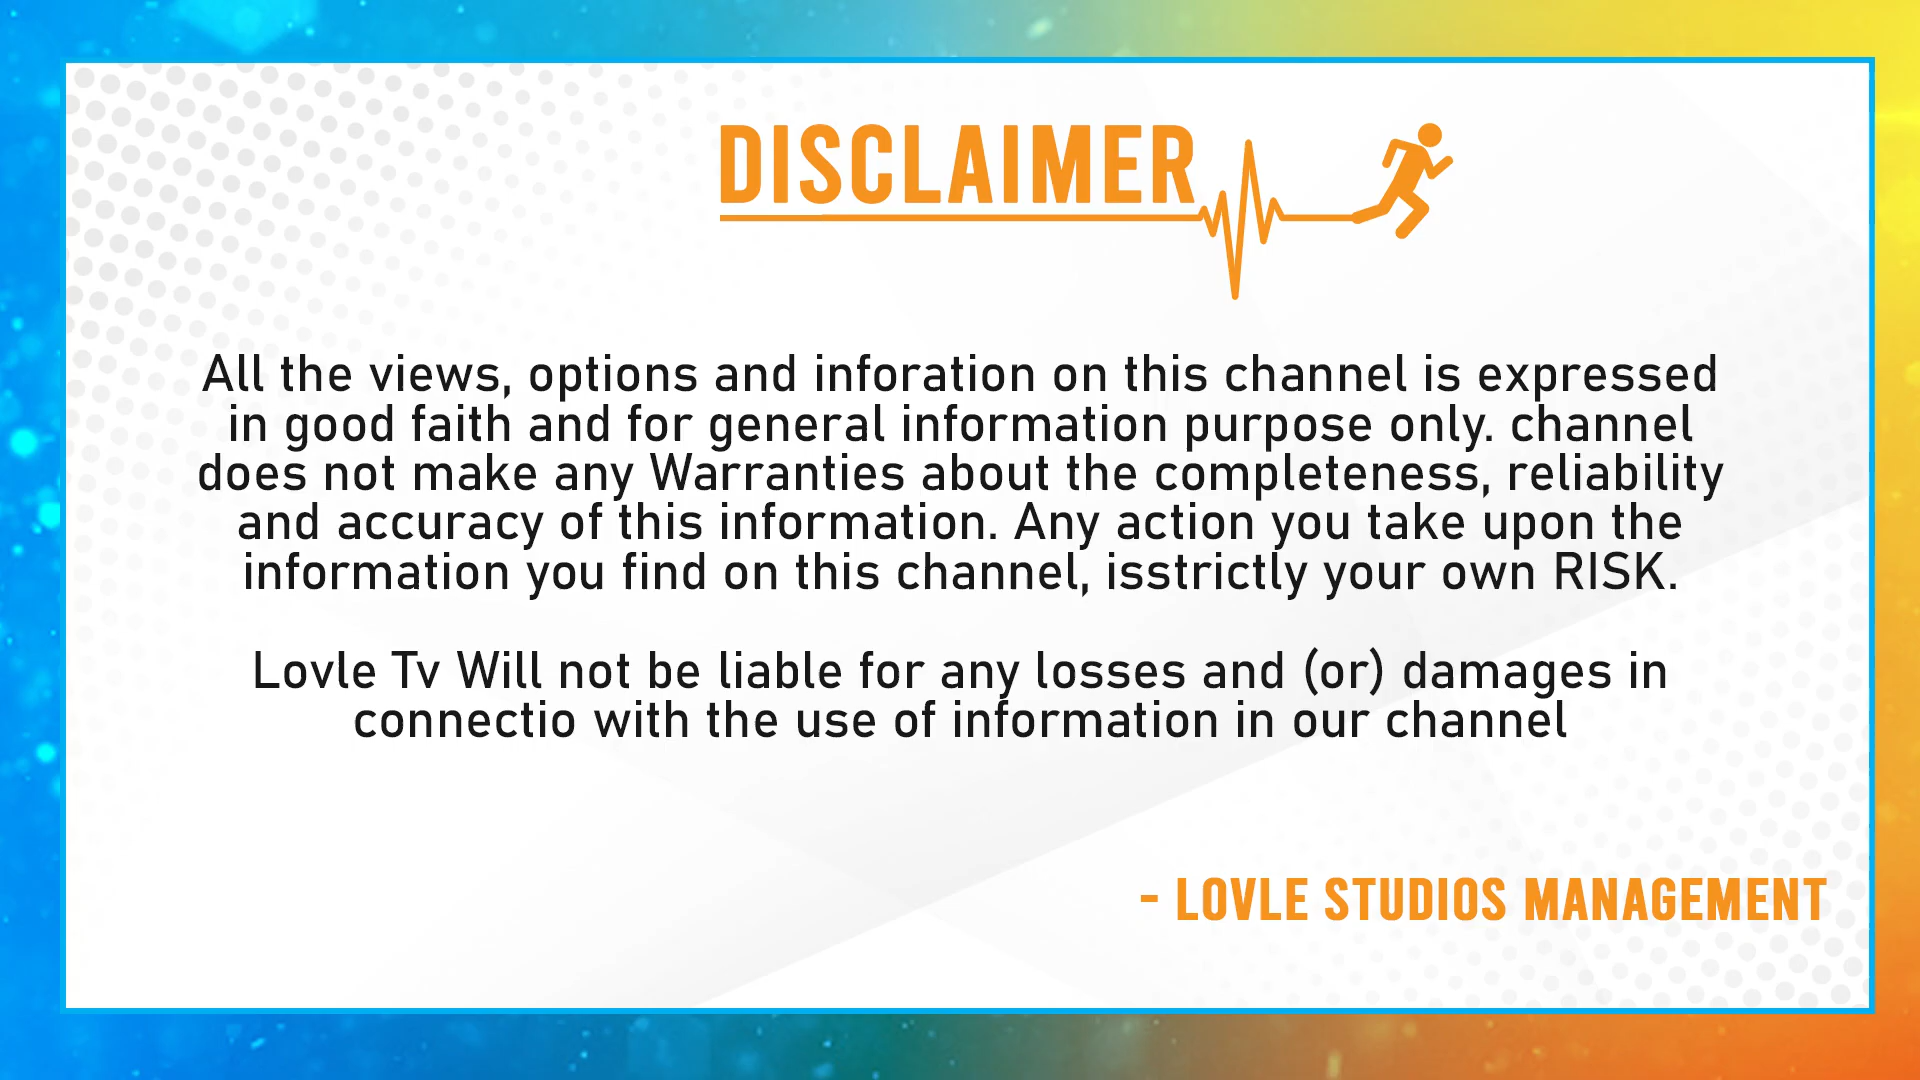 DISCLAIMER
All the views, options and inforation on this channel is expressed
in good faith and for general information purpose only. channel
does not make any Warranties about the completeness, reliability
and accuracy of this information. Any action you take upon the
information you find on this channel, isstrictly your own RISK.
Lovle Tv Will not be liable for any losses and (or) damages in
connectio with the use of information in our channel
- LOVLE STUDIOS MANAGEMENT